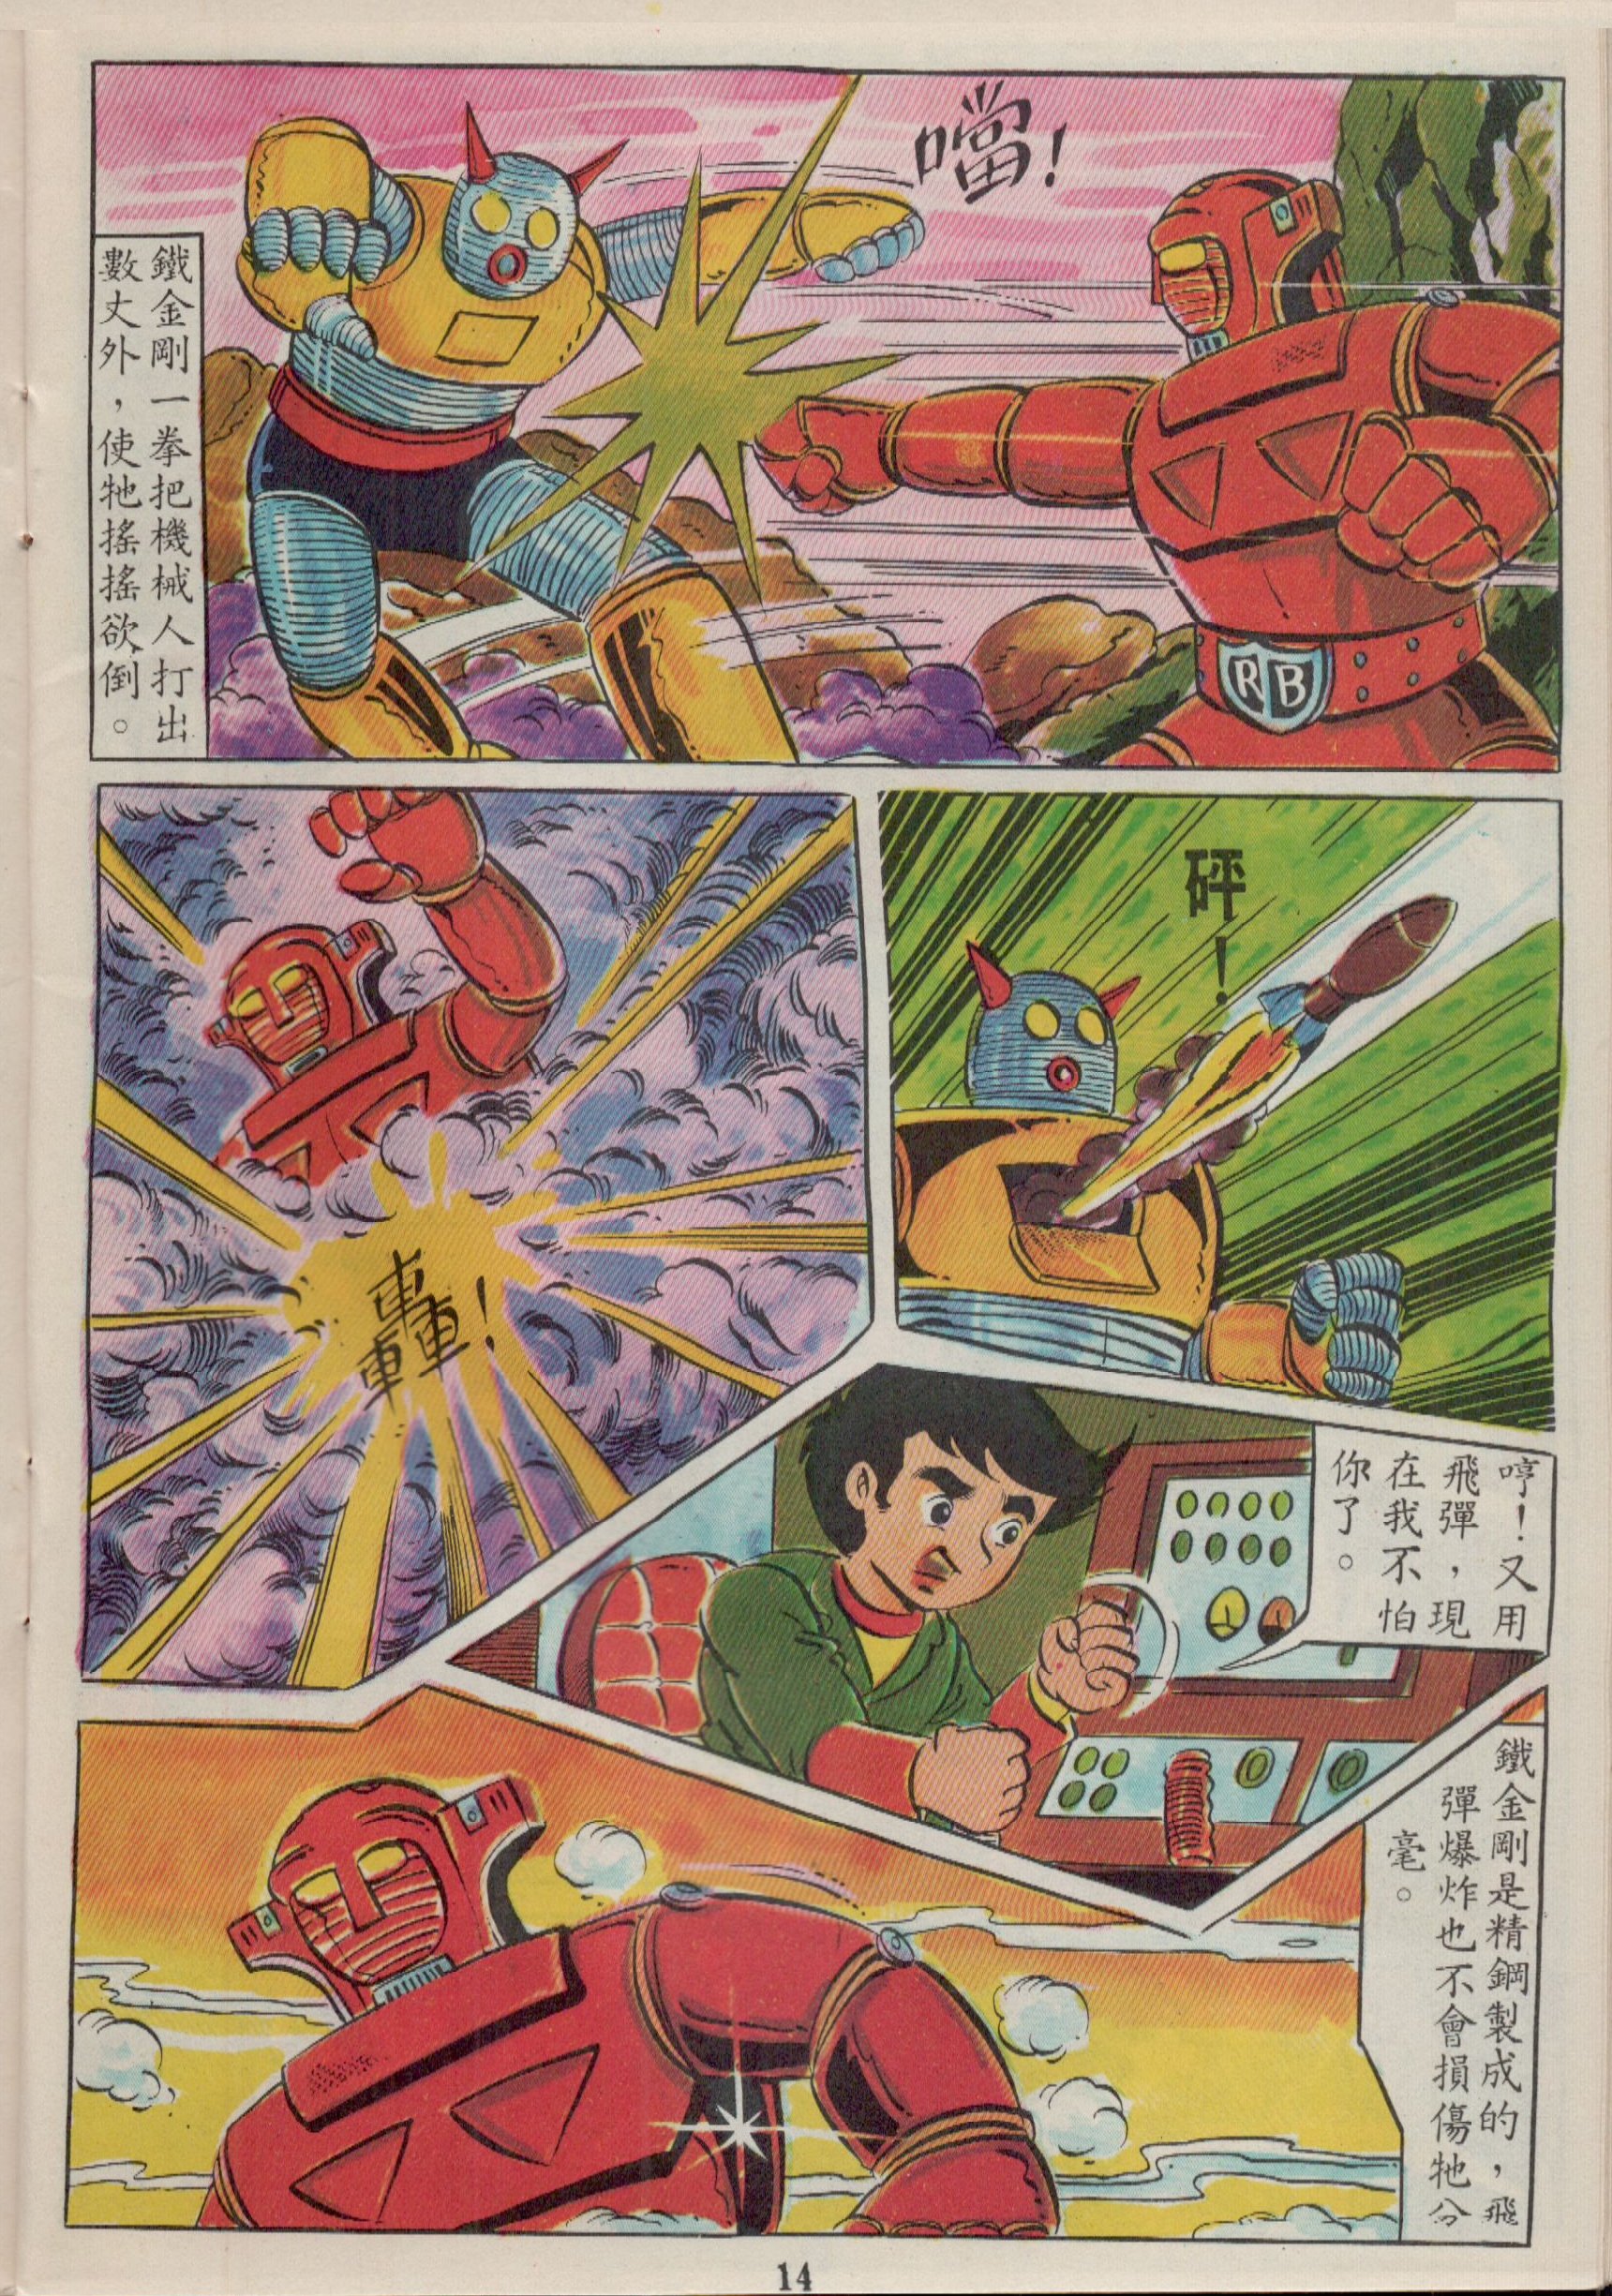 噹！
鐵金剛一拳把機械人打出
數丈外，使牠搖搖欲倒。
RB
砰！
轟！
哼！又用
飛彈，現
在我不怕
你了。
鐵金剛是精鋼製成的，飛
彈爆炸也不會損傷牠分
毫。
14